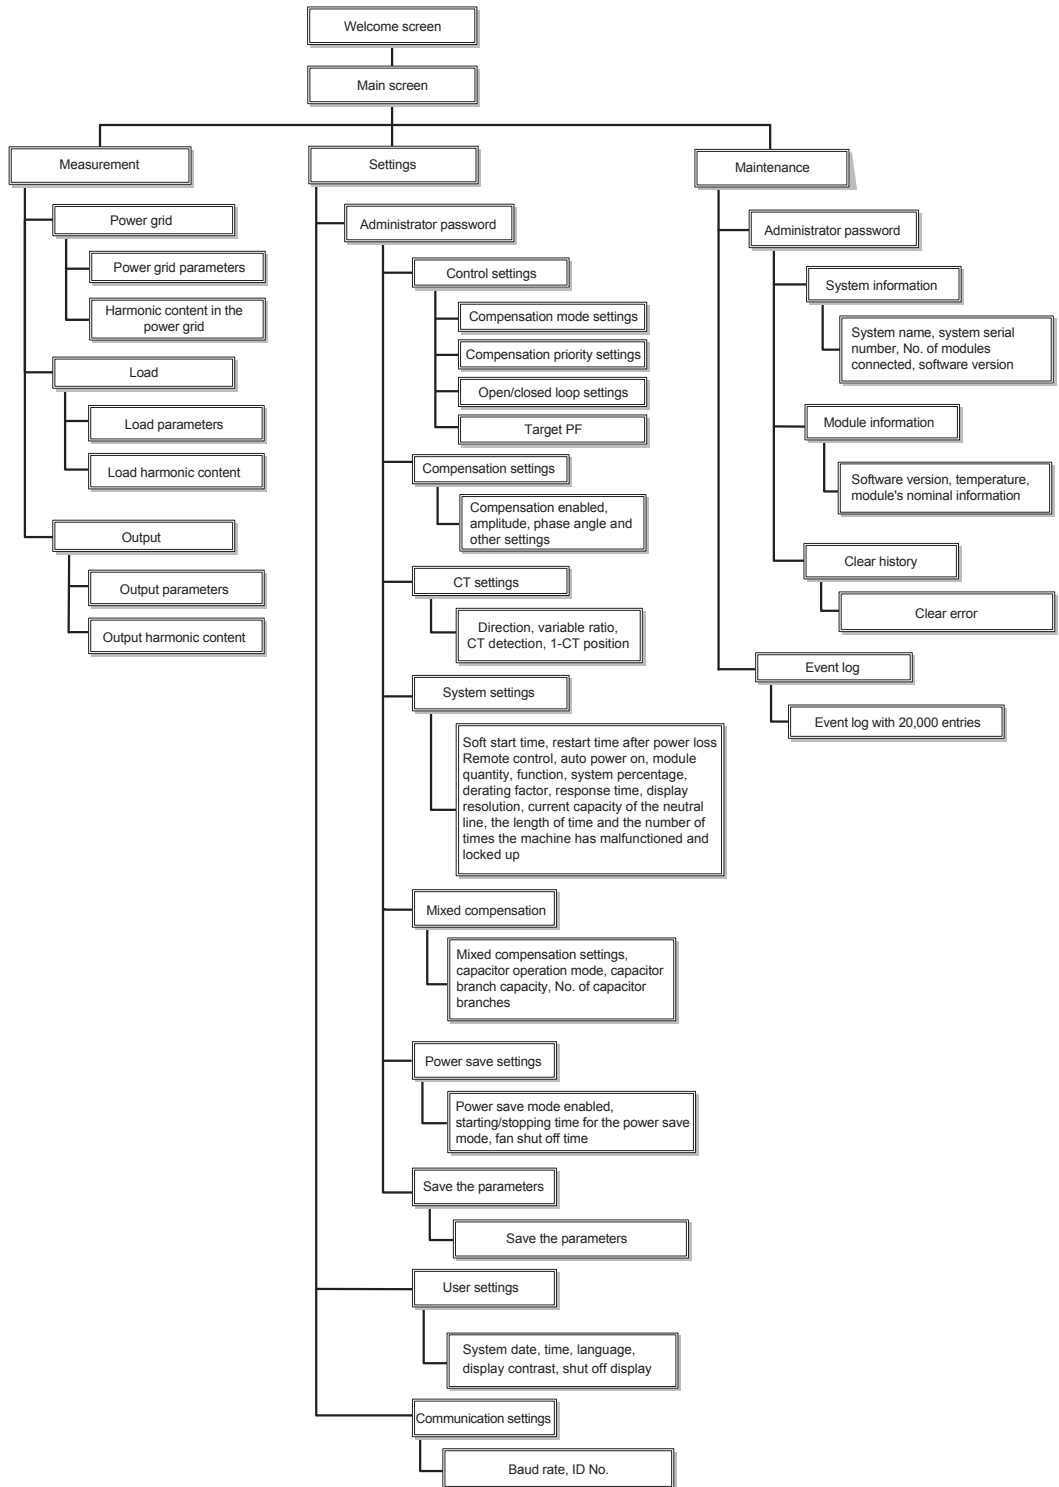 Welcome screen
Main screen
Measurement
Power grid
Power grid parameters
Harmonic content in the
power grid
Load
Load parameters
Load harmonic content
Output
Output parameters
Output harmonic content
Settings
Administrator password
Control settings
Compensation mode settings
Compensation priority settings
Open/closed loop settings
Target PF
Compensation settings
Compensation enabled,
amplitude, phase angle and
other settings
CT settings
Direction, variable ratio,
CT detection, 1-CT position
System settings
Soft start time, restart time after power loss
Remote control, auto power on, module
quantity, function, system percentage,
derating factor, response time, display
resolution, current capacity of the neutral
line, the length of time and the number of
times the machine has malfunctioned and
locked up
Mixed compensation
Mixed compensation settings,
capacitor operation mode, capacitor
branch capacity, No. of capacitor
branches
Power save settings
Power save mode enabled,
starting/stopping time for the power save
mode, fan shut off time
Save the parameters
Save the parameters
User settings
System date, time, language,
display contrast, shut off display
Communication settings
Baud rate, ID No.
Maintenance
Administrator password
System information
System name, system serial
number, No. of modules
connected, software version
Module information
Software version, temperature,
module's nominal information
Clear history
Clear error
Event log
Event log with 20,000 entries